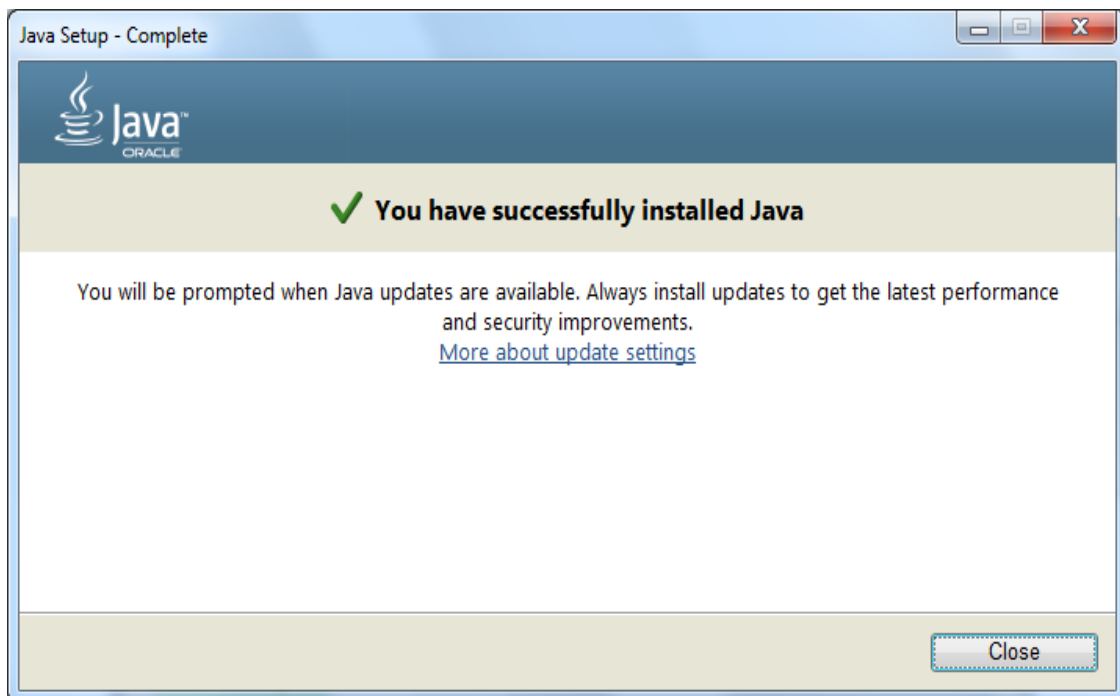 Java Setup - Complete
Java™
ORACLE
You have successfully installed Java
You will be prompted when Java updates are available. Always install updates to get the latest performance
and security improvements.
More about update settings
Close